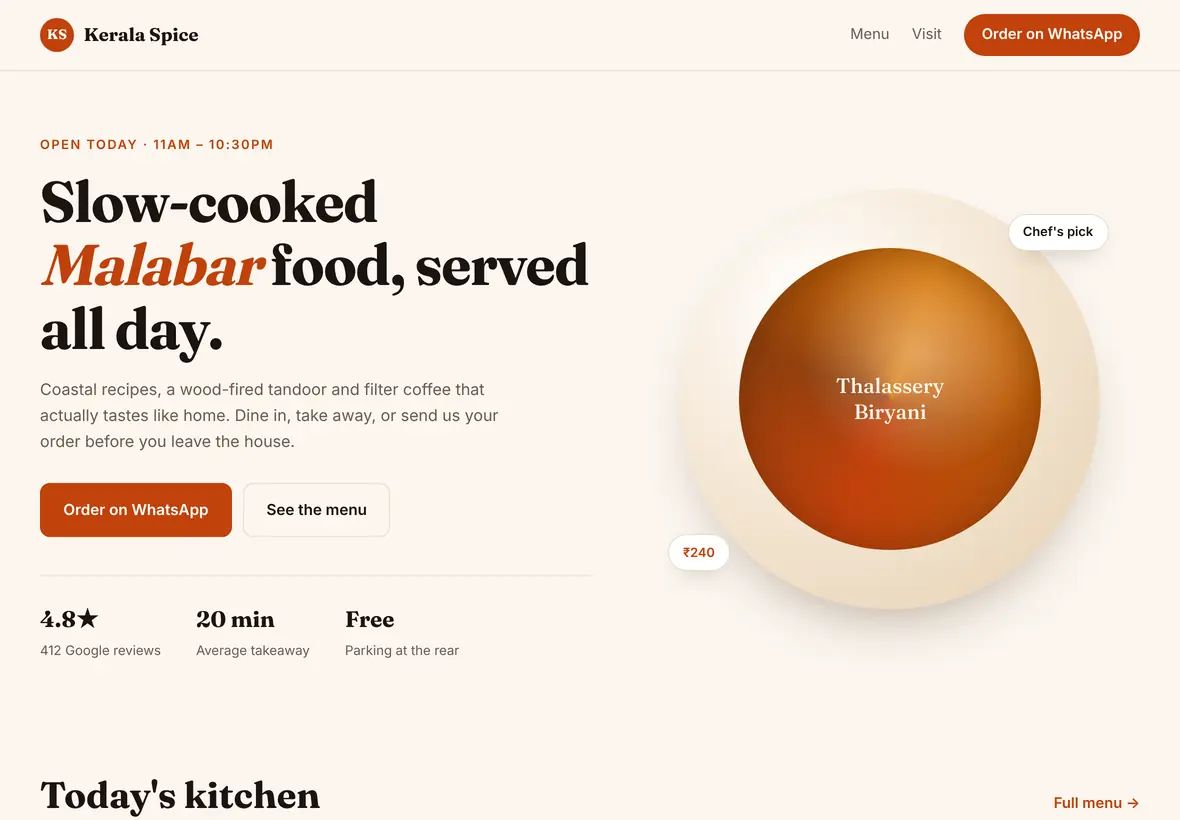 KS Kerala Spice
Menu Visit Order on WhatsApp
OPEN TODAY · 11AM – 10:30PM
Slow-cooked
Malabar food, served
all day.
Coastal recipes, a wood-fired tandoor and filter coffee that
actually tastes like home. Dine in, take away, or send us your
order before you leave the house.
Order on WhatsApp
See the menu
4.8★
412 Google reviews
20 min
Average takeaway
Free
Parking at the rear
Chef's pick
Thalassery
Biryani
₹240
Today's kitchen
Full menu →